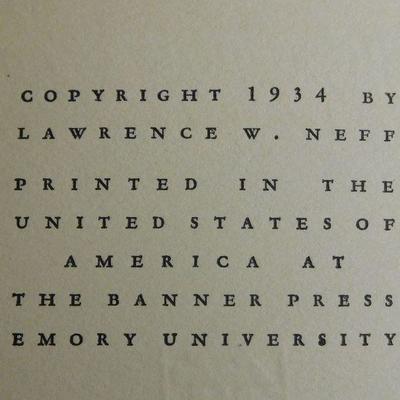 COPYRIGHT 1934 BY
LAWRENCE W. NEFF
PRINTED IN THE
UNITED STATES OF
AMERICA AT
THE BANNER PRESS
EMORY UNIVERSITY